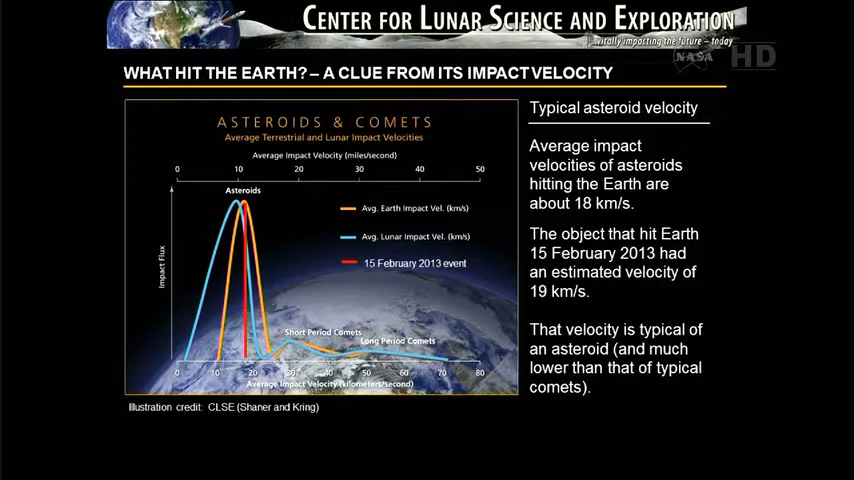 CENTER FOR LUNAR SCIENCE AND EXPLORATION
...vitally impacting the future – today
NASA HD
WHAT HIT THE EARTH? – A CLUE FROM ITS IMPACT VELOCITY
ASTEROIDS & COMETS
Average Terrestrial and Lunar Impact Velocities
Average Impact Velocity (miles/second)
0 10 20 30 40 50
Asteroids
Avg. Earth Impact Vel. (km/s)
Avg. Lunar Impact Vel. (km/s)
15 February 2013 event
Impact Flux
Short Period Comets
Long Period Comets
0 10 20 30 40 50 60 70 80
Average Impact Velocity (kilometers/second)
Illustration credit: CLSE (Shaner and Kring)
Typical asteroid velocity
Average impact
velocities of asteroids
hitting the Earth are
about 18 km/s.
The object that hit Earth
15 February 2013 had
an estimated velocity of
19 km/s.
That velocity is typical of
an asteroid (and much
lower than that of typical
comets).